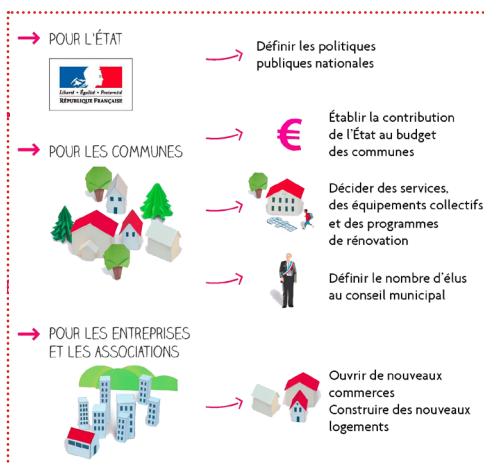 POUR L'ÉTAT
Liberté • Égalité • Fraternité
RÉPUBLIQUE FRANÇAISE
Définir les politiques
publiques nationales
POUR LES COMMUNES
€
Établir la contribution
de l'État au budget
des communes
Décider des services,
des équipements collectifs
et des programmes
de rénovation
Définir le nombre d'élus
au conseil municipal
POUR LES ENTREPRISES
ET LES ASSOCIATIONS
Ouvrir de nouveaux
commerces
Construire des nouveaux
logements